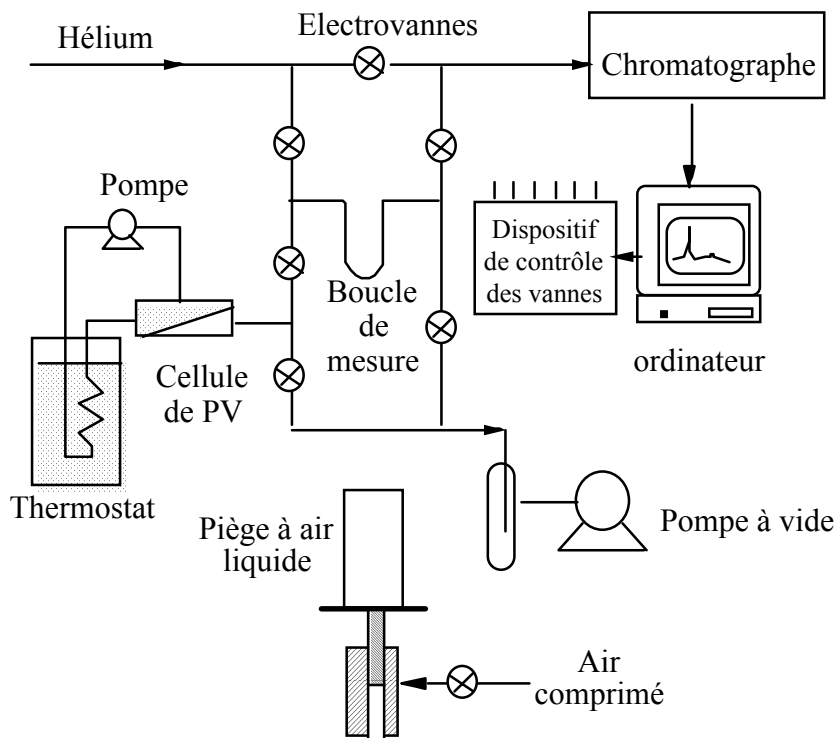 Electrovannes
Hélium
Chromatographe
Pompe
Dispositif
de contrôle
des vannes
Boucle
de
mesure
ordinateur
Cellule
de PV
Thermostat
Piège à air
liquide
Pompe à vide
Air
comprimé